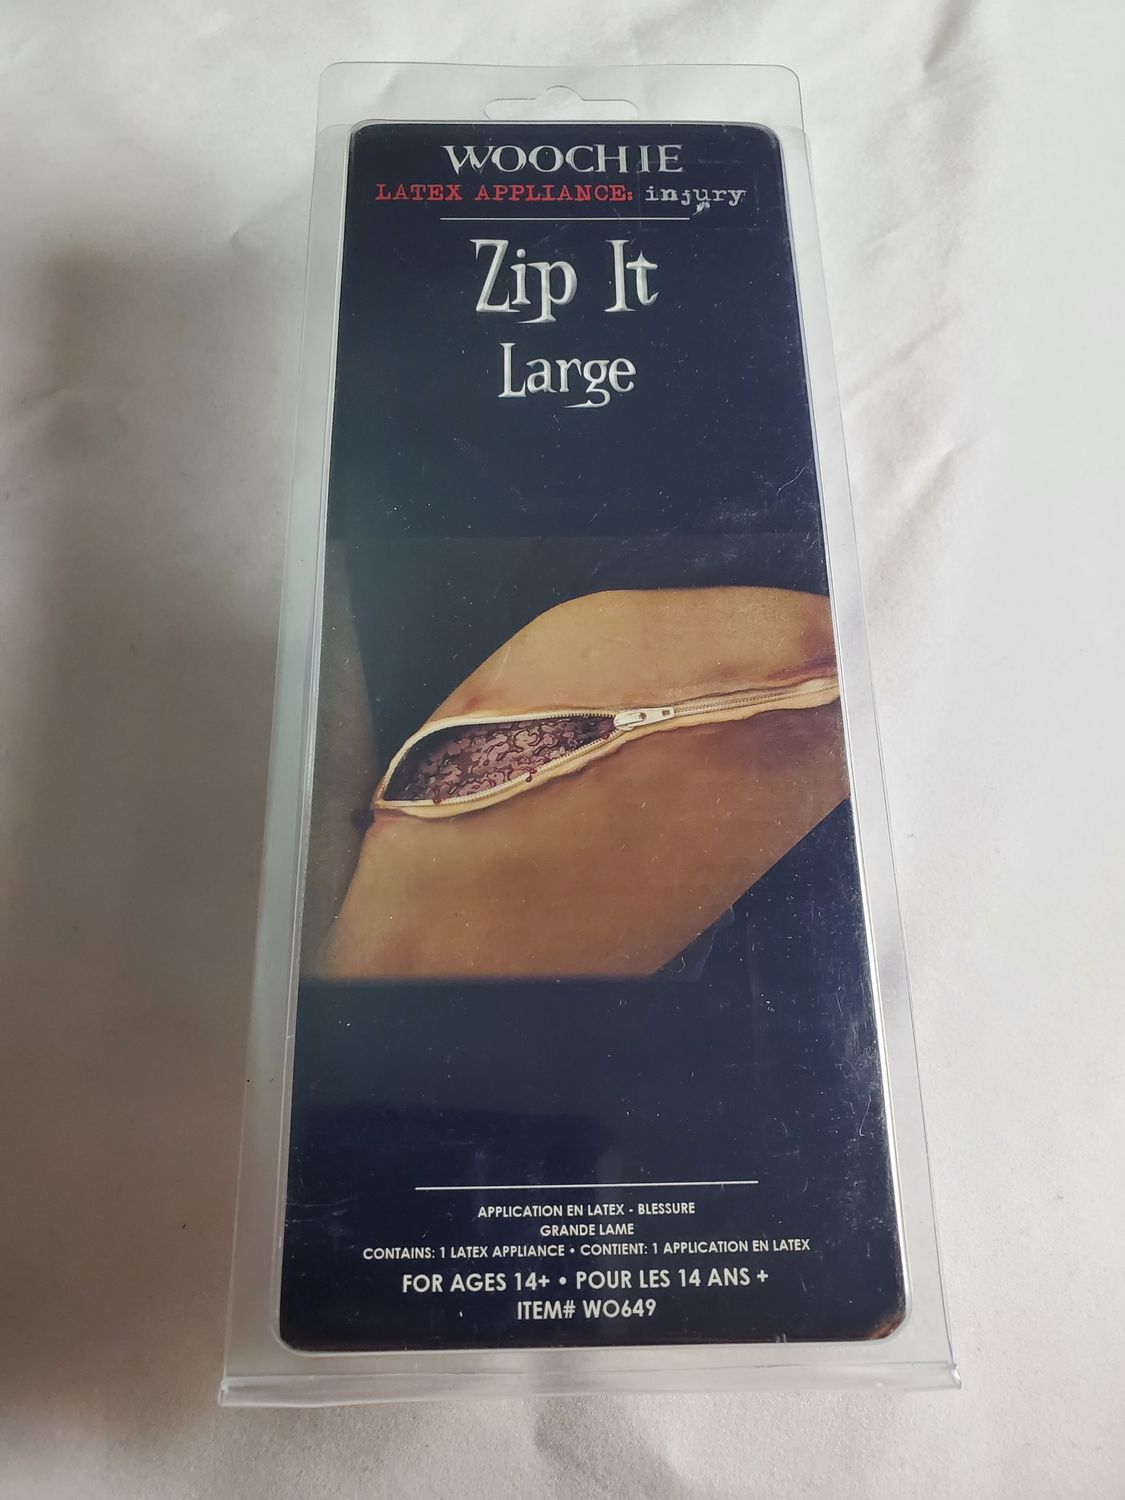 WOOCHIE
LATEX APPLIANCE: injury
Zip It
Large
APPLICATION EN LATEX - BLESSURE
GRANDE LAME
CONTAINS: 1 LATEX APPLIANCE • CONTIENT: 1 APPLICATION EN LATEX
FOR AGES 14+ • POUR LES 14 ANS +
ITEM# WO649